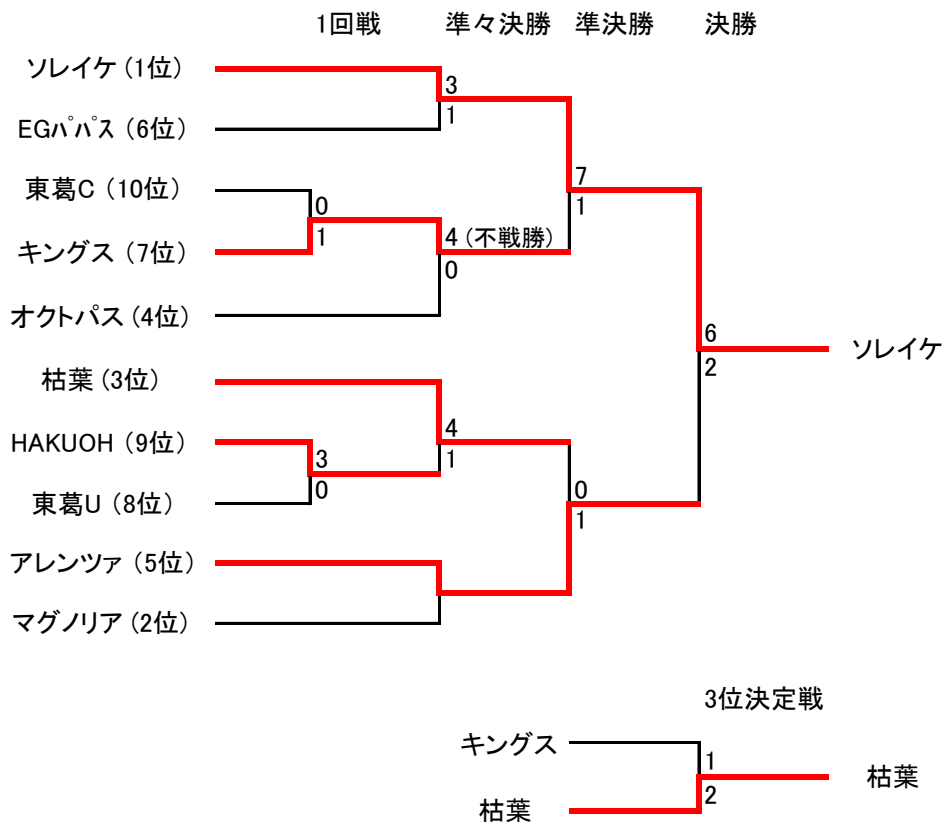 1回戦 準々決勝 準決勝 決勝
ソレイケ (1位)
3
EGパパス (6位)
1
東葛C (10位)
7
0
1
キングス (7位)
1
4 (不戦勝)
0
オクトパス (4位)
6
ソレイケ
2
枯葉 (3位)
4
HAKUOH (9位)
1
3
0
東葛U (8位)
0
1
アレンツァ (5位)
マグノリア (2位)
3位決定戦
キングス
1
枯葉
2
枯葉